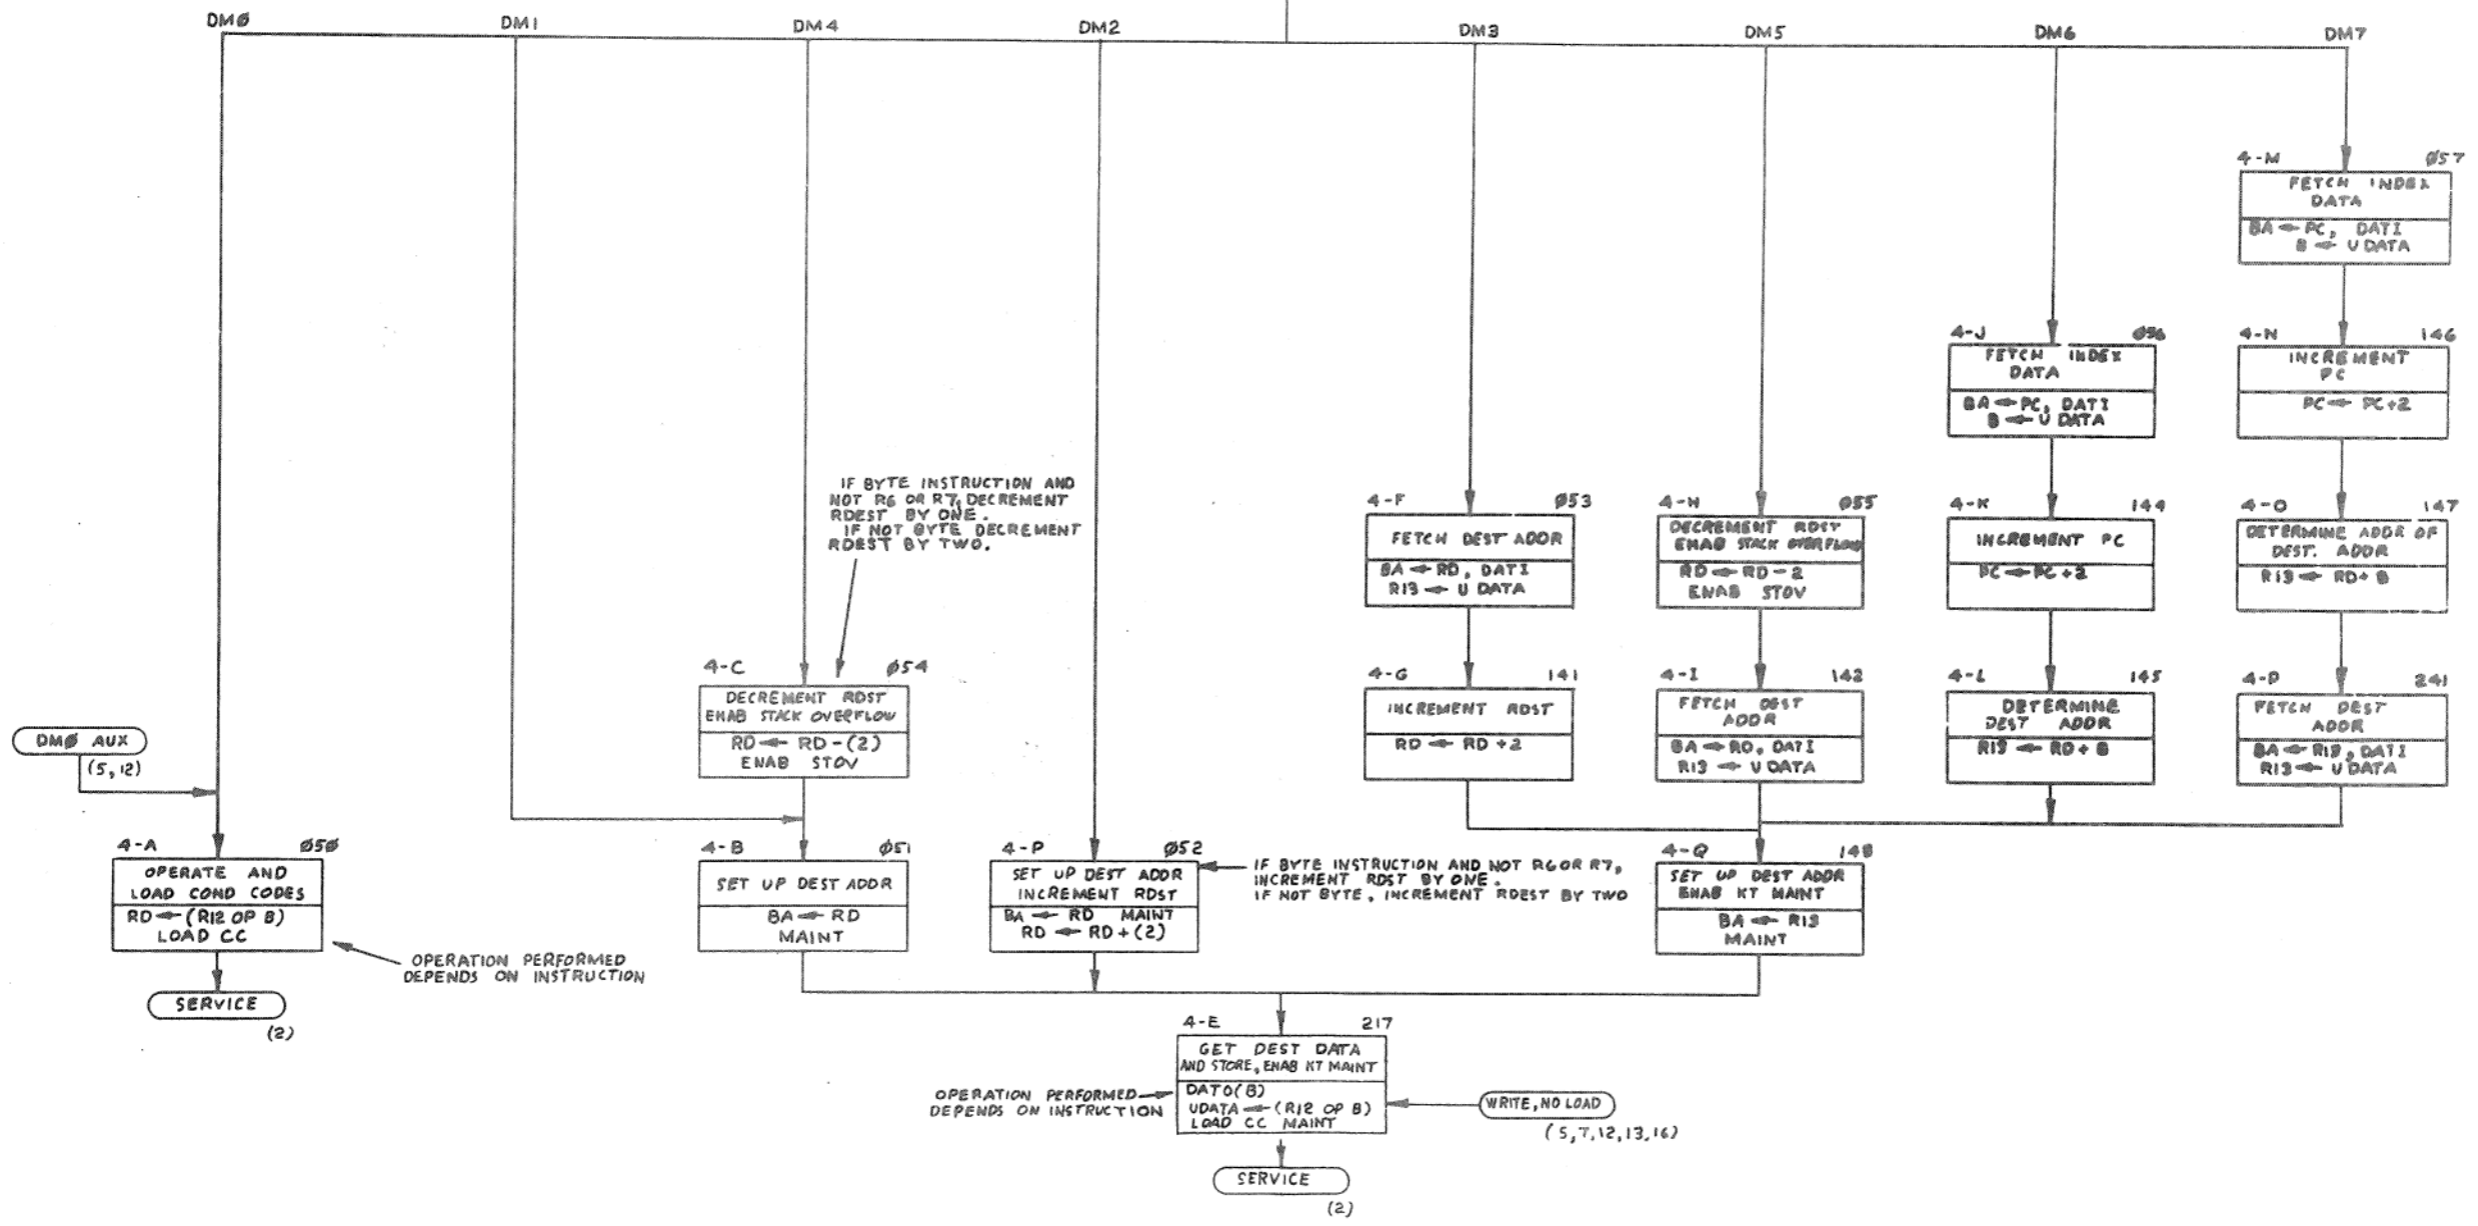 DMØ
DM1
DM4
DM2
DM3
DM5
DM6
DM7
4-M Ø57
FETCH INDEX
DATA
BA ← PC, DATI
B ← U DATA
4-J Ø56
FETCH INDEX
DATA
BA ← PC, DATI
B ← U DATA
4-N 146
INCREMENT
PC
PC ← PC+2
IF BYTE INSTRUCTION AND
NOT R6 OR R7, DECREMENT
RDEST BY ONE.
IF NOT BYTE DECREMENT
RDEST BY TWO.
4-F Ø53
FETCH DEST ADDR
BA ← RD, DATI
R13 ← U DATA
4-H Ø55
DECREMENT RDST
ENAB STACK OVERFLOW
RD ← RD-2
ENAB STOV
4-K 144
INCREMENT PC
PC ← PC+2
4-O 147
DETERMINE ADDR OF
DEST. ADDR
R13 ← RD+B
4-C Ø54
DECREMENT RDST
ENAB STACK OVERFLOW
RD ← RD-(2)
ENAB STOV
4-G 141
INCREMENT RDST
RD ← RD+2
4-I 142
FETCH DEST
ADDR
BA ← RD, DATI
R13 ← U DATA
4-L 145
DETERMINE
DEST ADDR
R13 ← RD+B
4-P 241
FETCH DEST
ADDR
BA ← R13, DATI
R13 ← U DATA
DMØ AUX
(5,12)
4-A Ø5Ø
OPERATE AND
LOAD COND CODES
RD ← (R12 OP B)
LOAD CC
OPERATION PERFORMED
DEPENDS ON INSTRUCTION
SERVICE
(2)
4-B Ø51
SET UP DEST ADDR
BA ← RD
MAINT
4-P Ø52
SET UP DEST ADDR
INCREMENT RDST
BA ← RD MAINT
RD ← RD+(2)
IF BYTE INSTRUCTION AND NOT R6 OR R7,
INCREMENT RDST BY ONE.
IF NOT BYTE, INCREMENT RDEST BY TWO
4-Q
SET UP DEST ADDR
ENAB KT MAINT
BA ← R13
MAINT
4-E 217
GET DEST DATA
AND STORE, ENAB KT MAINT
DATO(B)
UDATA ← (R12 OP B)
LOAD CC MAINT
OPERATION PERFORMED
DEPENDS ON INSTRUCTION
WRITE, NO LOAD
(5,7,12,13,16)
SERVICE
(2)